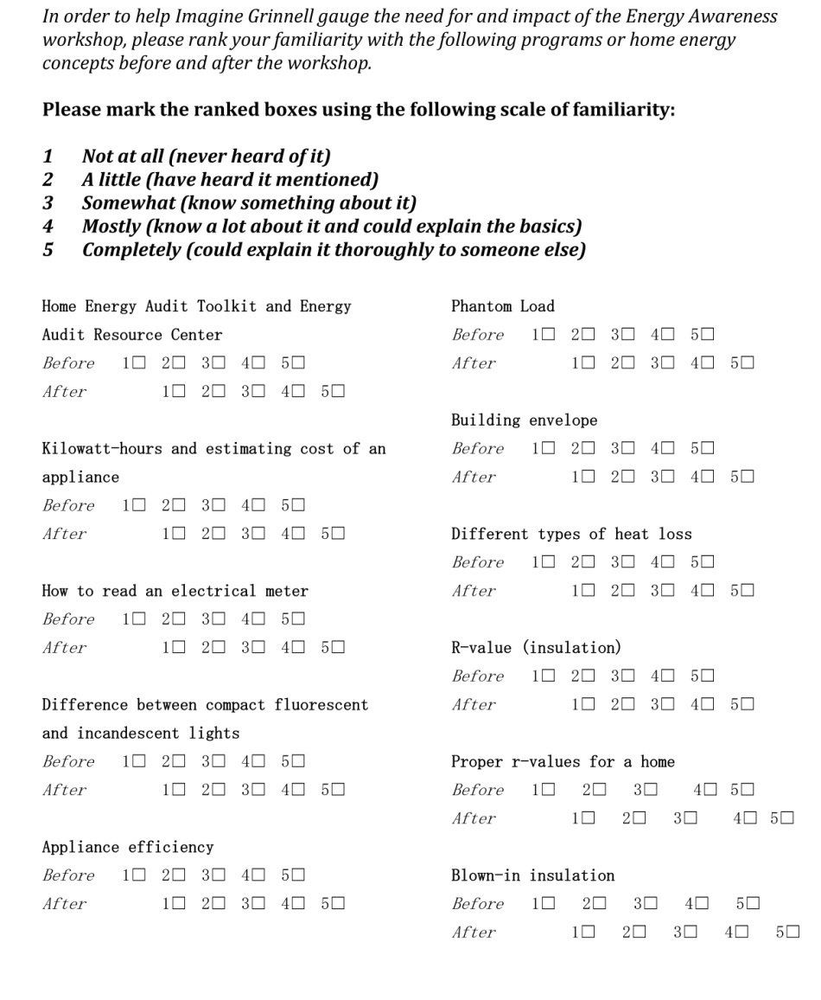 In order to help Imagine Grinnell gauge the need for and impact of the Energy Awareness
workshop, please rank your familiarity with the following programs or home energy
concepts before and after the workshop.
Please mark the ranked boxes using the following scale of familiarity:
1 Not at all (never heard of it)
2 A little (have heard it mentioned)
3 Somewhat (know something about it)
4 Mostly (know a lot about it and could explain the basics)
5 Completely (could explain it thoroughly to someone else)
Home Energy Audit Toolkit and Energy
Audit Resource Center
Before 1☐ 2☐ 3☐ 4☐ 5☐
After 1☐ 2☐ 3☐ 4☐ 5☐
Kilowatt-hours and estimating cost of an
appliance
Before 1☐ 2☐ 3☐ 4☐ 5☐
After 1☐ 2☐ 3☐ 4☐ 5☐
How to read an electrical meter
Before 1☐ 2☐ 3☐ 4☐ 5☐
After 1☐ 2☐ 3☐ 4☐ 5☐
Difference between compact fluorescent
and incandescent lights
Before 1☐ 2☐ 3☐ 4☐ 5☐
After 1☐ 2☐ 3☐ 4☐ 5☐
Appliance efficiency
Before 1☐ 2☐ 3☐ 4☐ 5☐
After 1☐ 2☐ 3☐ 4☐ 5☐
Phantom Load
Before 1☐ 2☐ 3☐ 4☐ 5☐
After 1☐ 2☐ 3☐ 4☐ 5☐
Building envelope
Before 1☐ 2☐ 3☐ 4☐ 5☐
After 1☐ 2☐ 3☐ 4☐ 5☐
Different types of heat loss
Before 1☐ 2☐ 3☐ 4☐ 5☐
After 1☐ 2☐ 3☐ 4☐ 5☐
R-value (insulation)
Before 1☐ 2☐ 3☐ 4☐ 5☐
After 1☐ 2☐ 3☐ 4☐ 5☐
Proper r-values for a home
Before 1☐ 2☐ 3☐ 4☐ 5☐
After 1☐ 2☐ 3☐ 4☐ 5☐
Blown-in insulation
Before 1☐ 2☐ 3☐ 4☐ 5☐
After 1☐ 2☐ 3☐ 4☐ 5☐